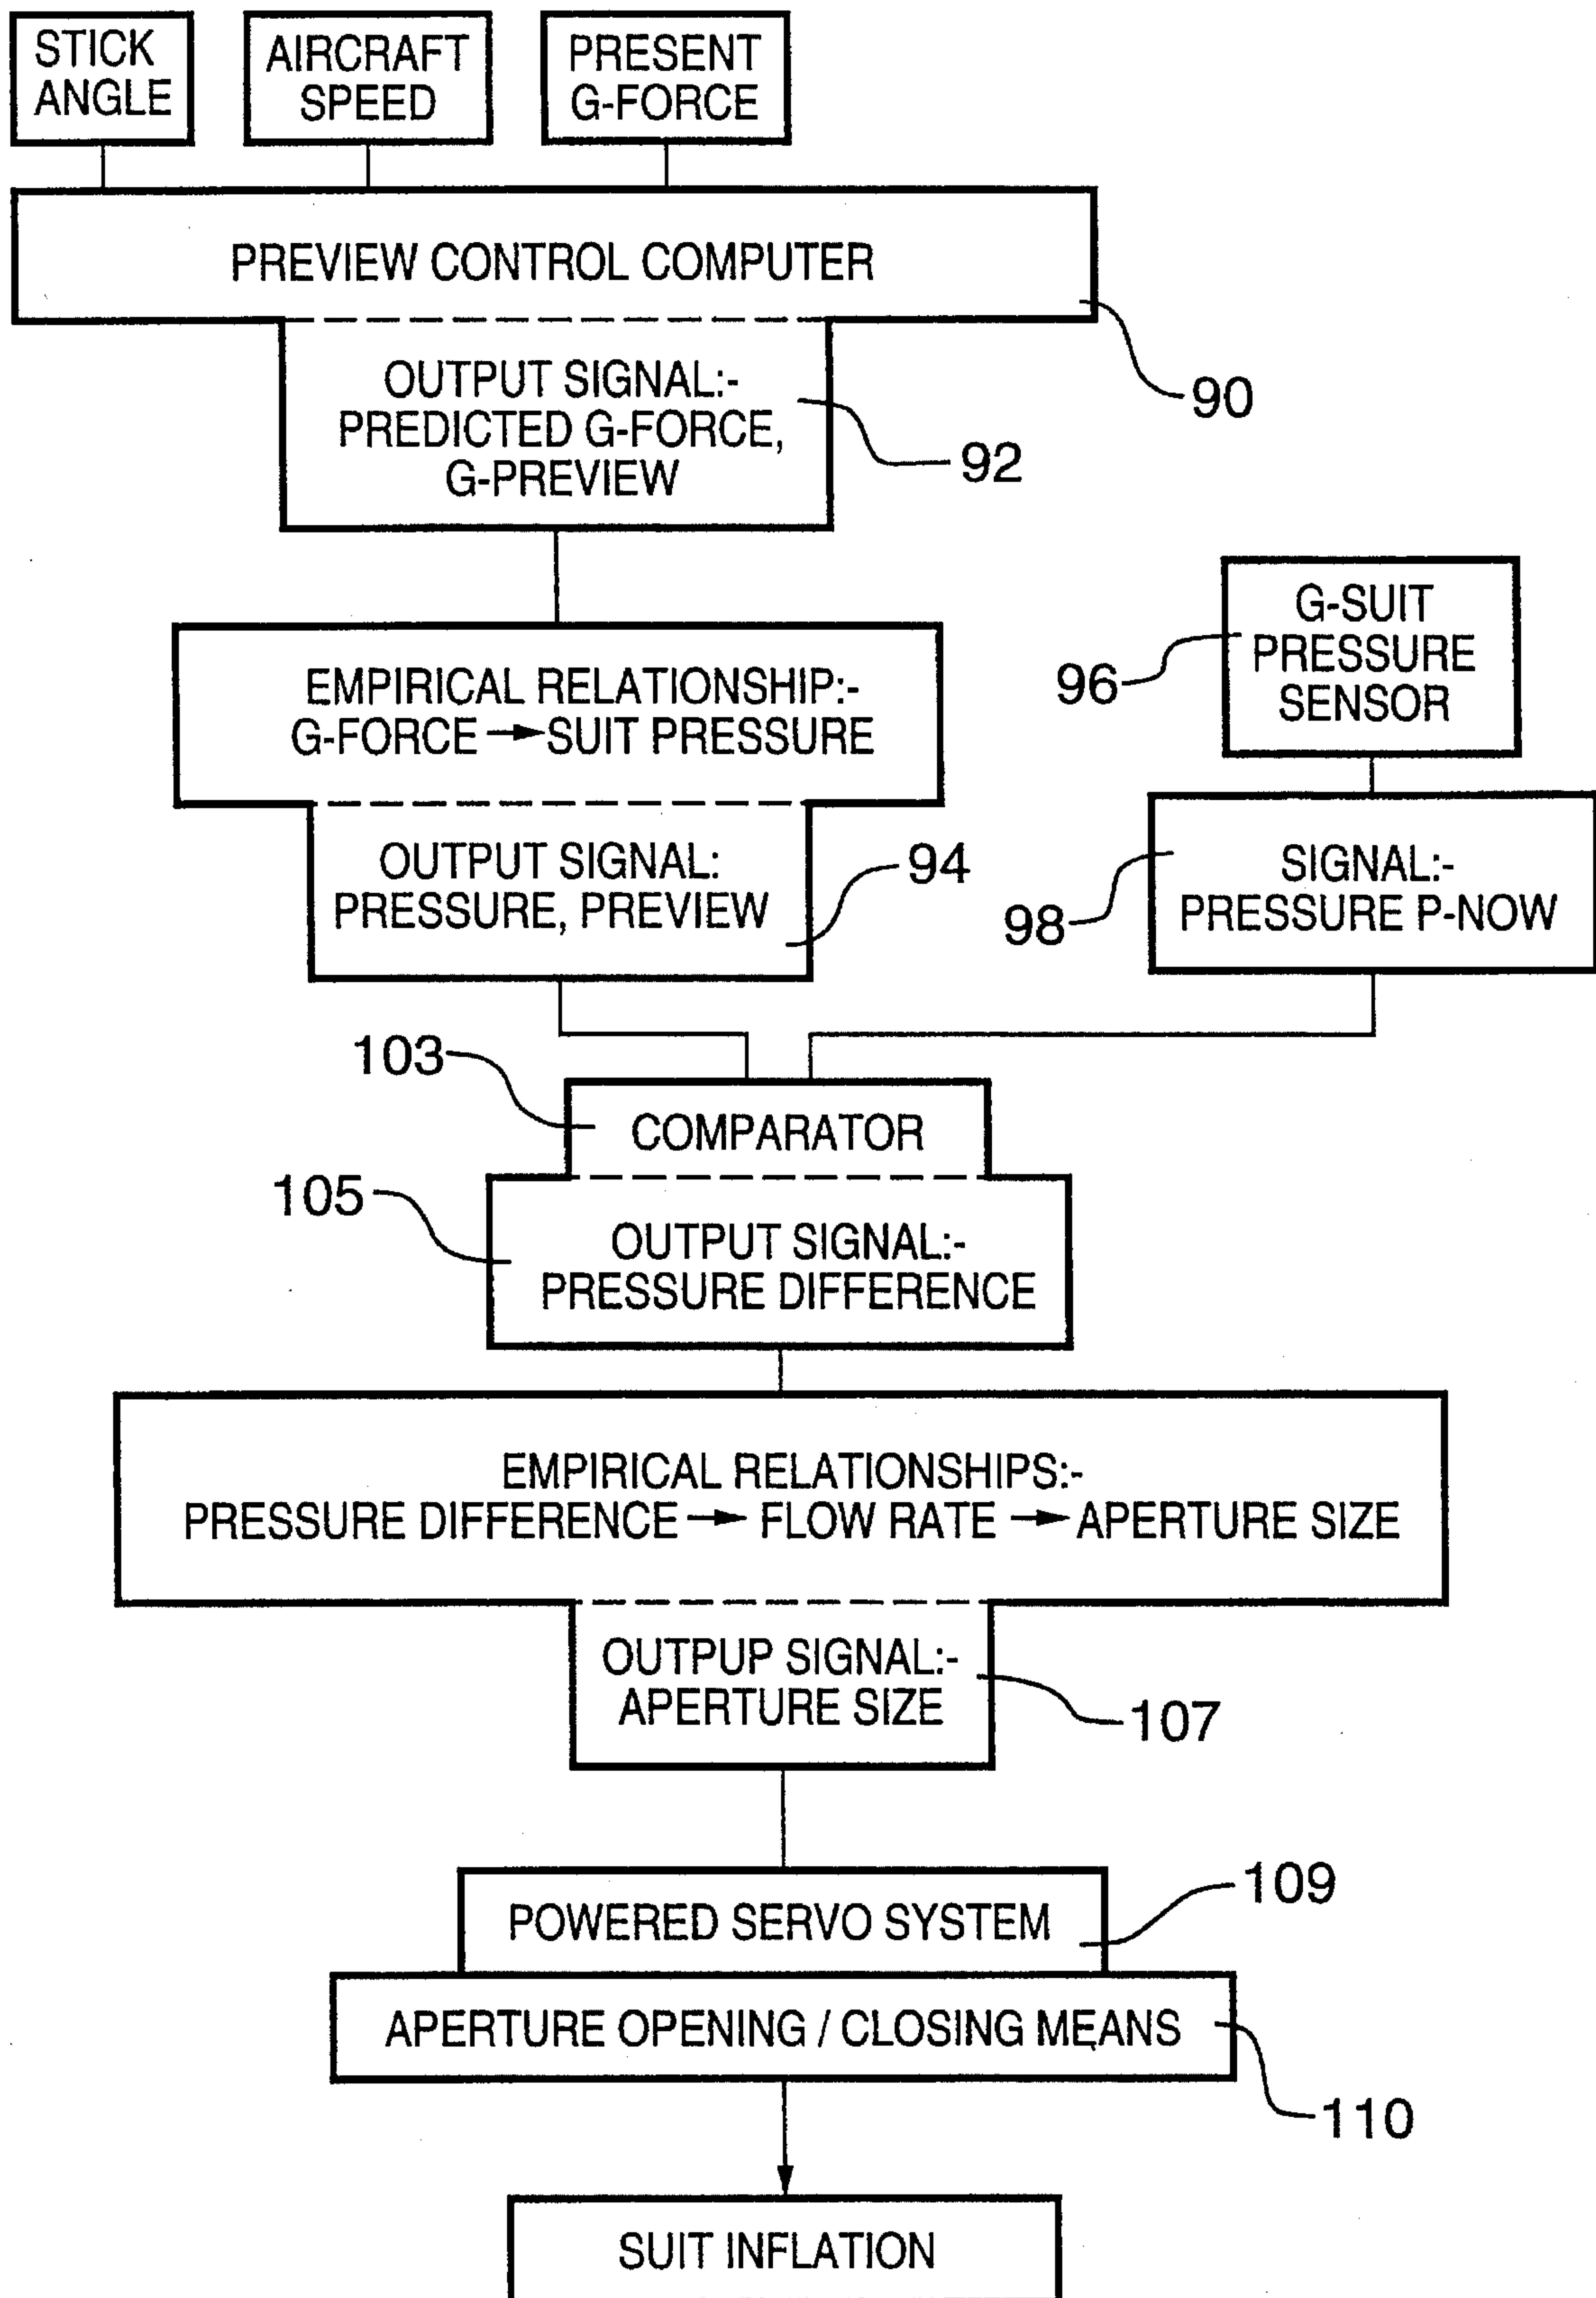 STICK
ANGLE
AIRCRAFT
SPEED
PRESENT
G-FORCE
PREVIEW CONTROL COMPUTER
90
OUTPUT SIGNAL:-
PREDICTED G-FORCE,
G-PREVIEW
92
EMPIRICAL RELATIONSHIP:-
G-FORCE → SUIT PRESSURE
G-SUIT
PRESSURE
SENSOR
96
OUTPUT SIGNAL:
PRESSURE, PREVIEW
94
SIGNAL:-
PRESSURE P-NOW
98
103
COMPARATOR
105
OUTPUT SIGNAL:-
PRESSURE DIFFERENCE
EMPIRICAL RELATIONSHIPS:-
PRESSURE DIFFERENCE → FLOW RATE → APERTURE SIZE
OUTPUP SIGNAL:-
APERTURE SIZE
107
POWERED SERVO SYSTEM
109
APERTURE OPENING / CLOSING MEANS
110
SUIT INFLATION